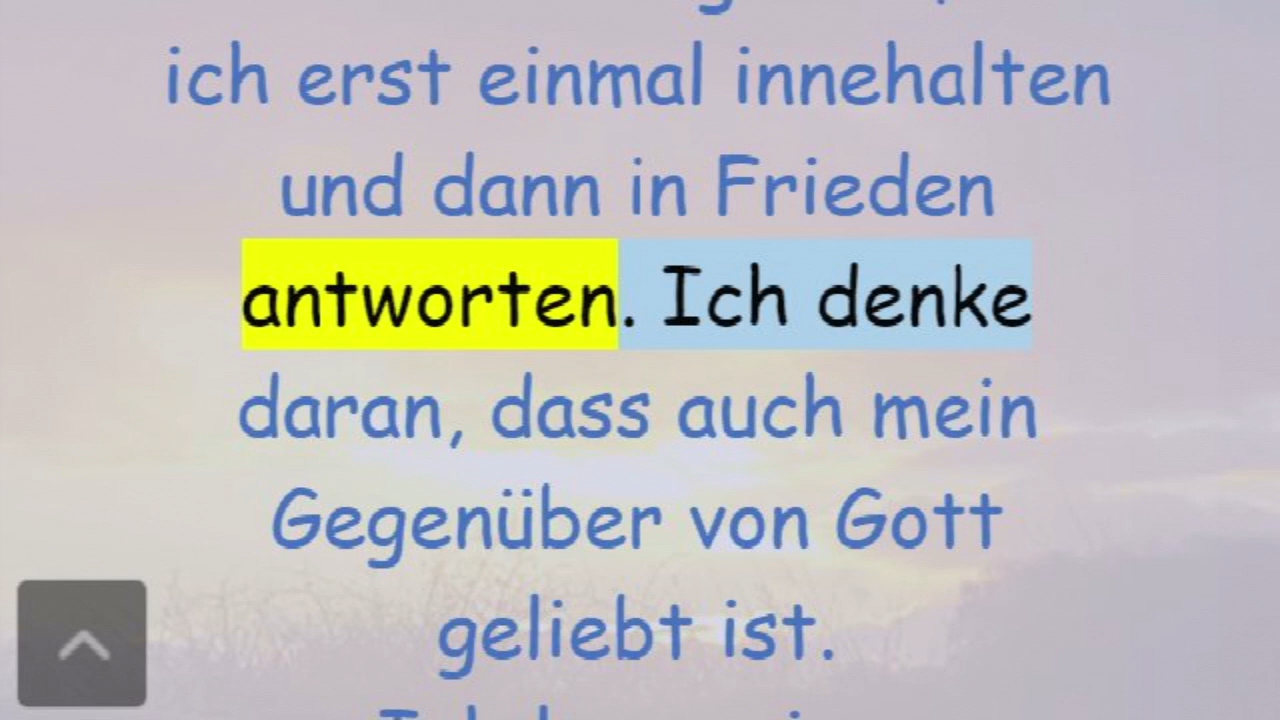 ich erst einmal innehalten
und dann in Frieden
antworten. Ich denke
daran, dass auch mein
Gegenüber von Gott
geliebt ist.